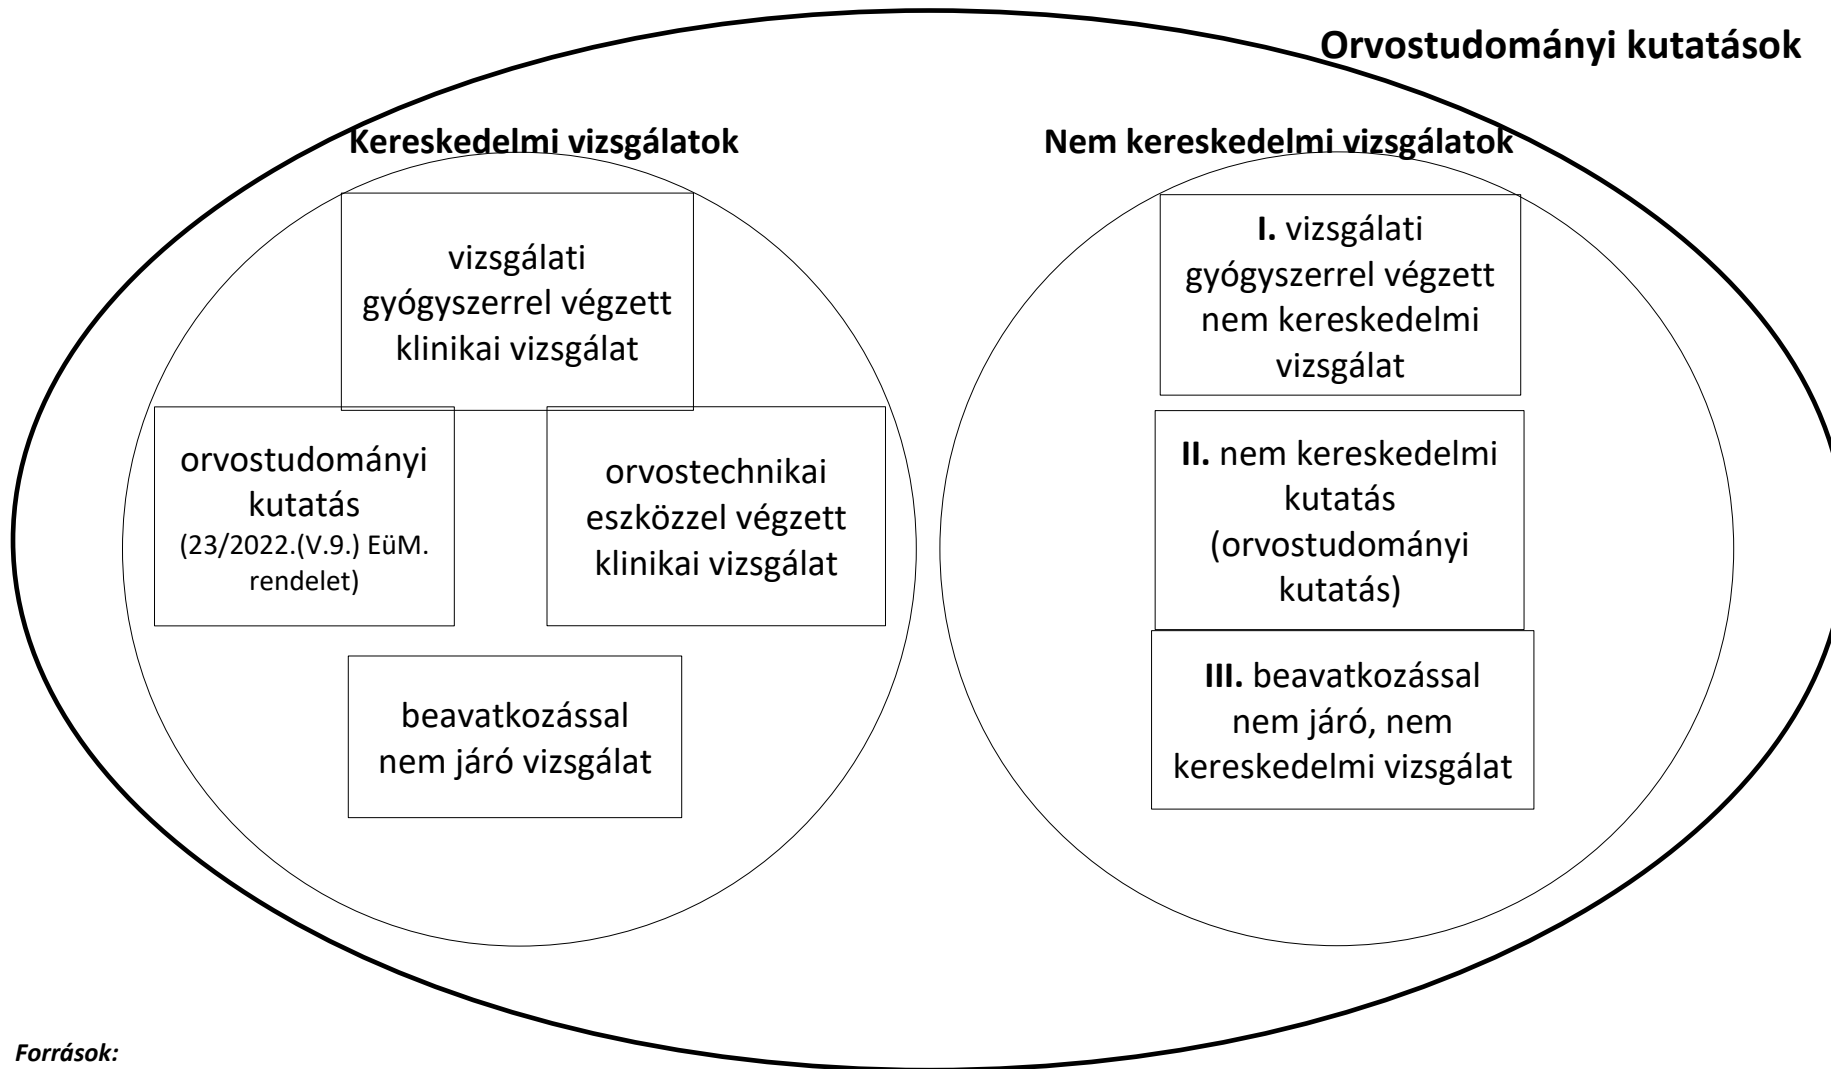 Orvostudományi kutatások
Kereskedelmi vizsgálatok
vizsgálati
gyógyszerrel végzett
klinikai vizsgálat
orvostudományi
kutatás
(23/2022.(V.9.) EüM.
rendelet)
orvostechnikai
eszközzel végzett
klinikai vizsgálat
beavatkozással
nem járó vizsgálat
Nem kereskedelmi vizsgálatok
I. vizsgálati
gyógyszerrel végzett
nem kereskedelmi
vizsgálat
II. nem kereskedelmi
kutatás
(orvostudományi
kutatás)
III. beavatkozással
nem járó, nem
kereskedelmi vizsgálat
Források: